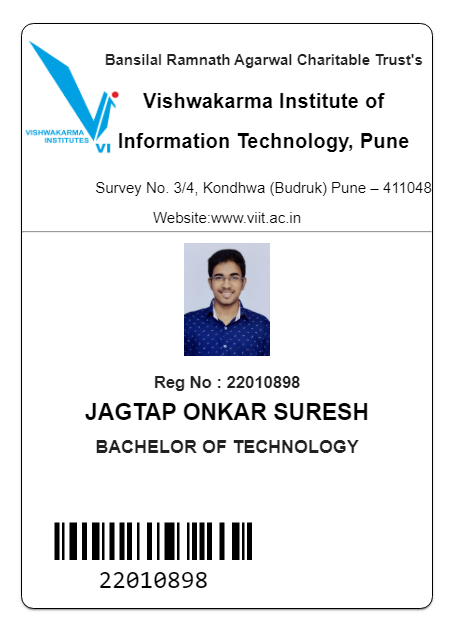 Bansilal Ramnath Agarwal Charitable Trust's
Vishwakarma Institute of
Information Technology, Pune
VISHWAKARMA
INSTITUTES
Vi
VI
Survey No. 3/4, Kondhwa (Budruk) Pune – 411048
Website:www.viit.ac.in
Reg No : 22010898
JAGTAP ONKAR SURESH
BACHELOR OF TECHNOLOGY
22010898